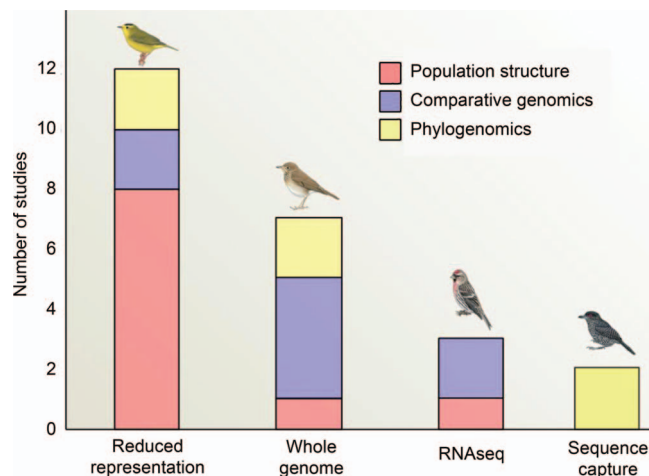 Number of studies
12
10
8
6
4
2
0
Population structure
Comparative genomics
Phylogenomics
Reduced
representation
Whole
genome
RNAseq
Sequence
capture